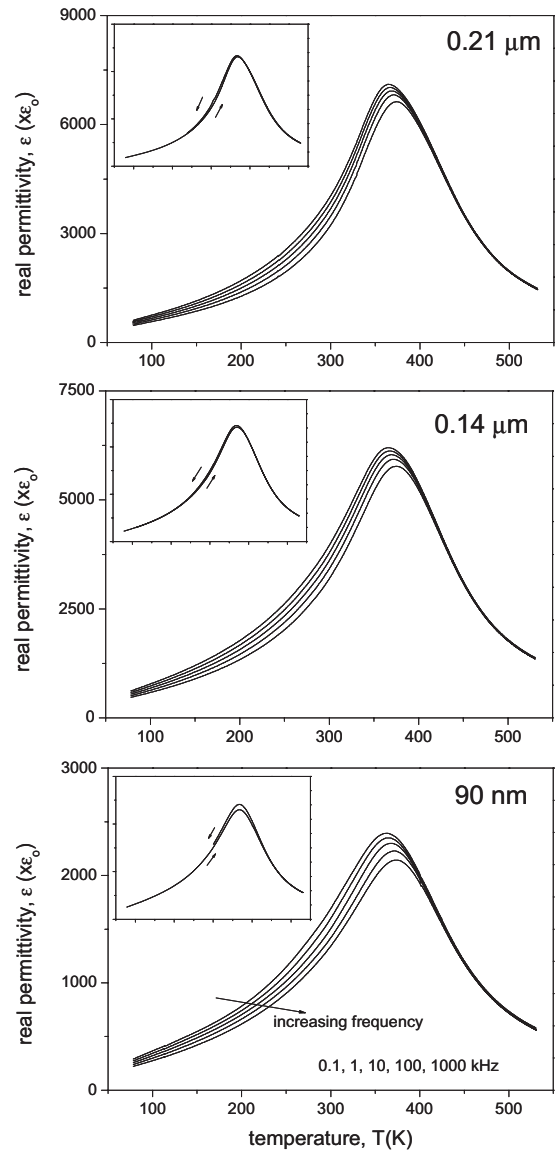 9000
0.21 μm
6000
3000
0
real permittivity, ε (xε₀)
100 200 300 400 500
7500
0.14 μm
5000
2500
0
real permittivity, ε (xε₀)
100 200 300 400 500
3000
90 nm
2000
1000
0
real permittivity, ε (xε₀)
increasing frequency
0.1, 1, 10, 100, 1000 kHz
100 200 300 400 500
temperature, T(K)